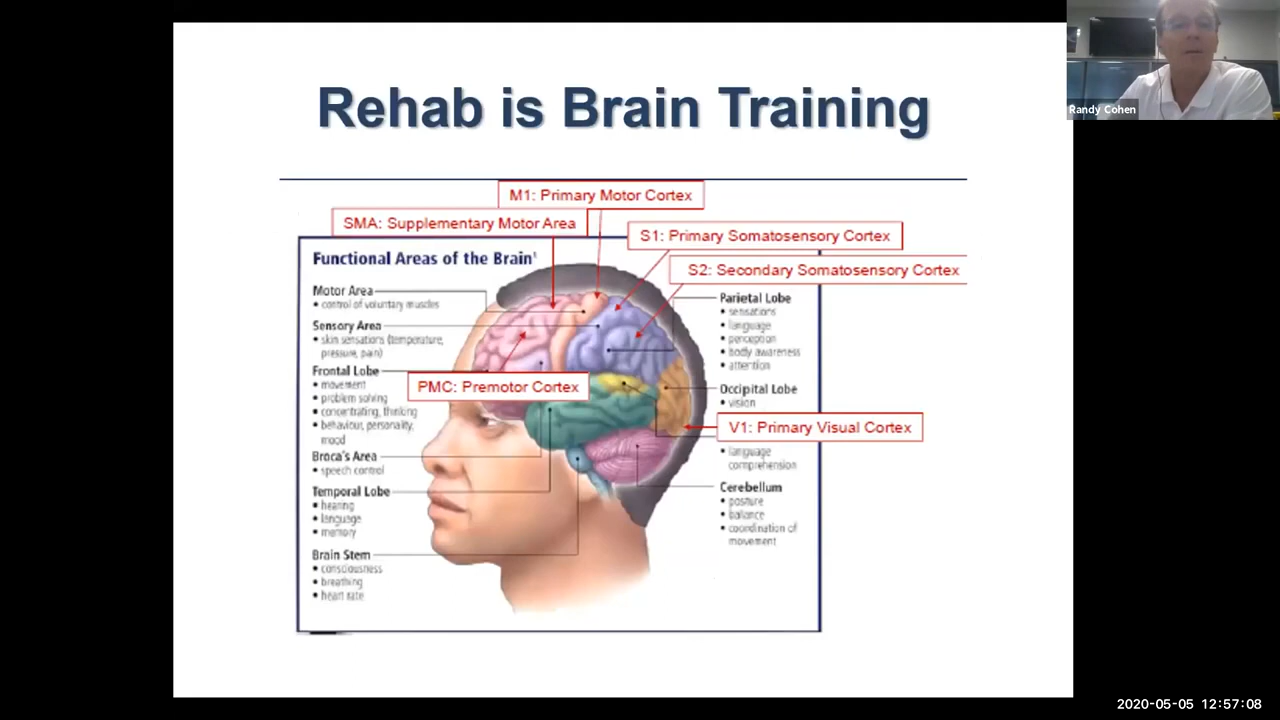 Rehab is Brain Training
Randy Cohen
M1: Primary Motor Cortex
SMA: Supplementary Motor Area
S1: Primary Somatosensory Cortex
S2: Secondary Somatosensory Cortex
Functional Areas of the Brain¹
Motor Area
• control of voluntary muscles
Sensory Area
• skin sensations (temperature,
pressure, pain)
Frontal Lobe
• movement
• problem solving
• concentrating, thinking
• behaviour, personality,
mood
Broca's Area
• speech control
Temporal Lobe
• hearing
• language
• memory
Brain Stem
• consciousness
• breathing
• heart rate
PMC: Premotor Cortex
Parietal Lobe
• sensations
• language
• perception
• body awareness
• attention
Occipital Lobe
• vision
V1: Primary Visual Cortex
• language
comprehension
Cerebellum
• posture
• balance
• coordination of
movement
2020-05-05 12:57:08